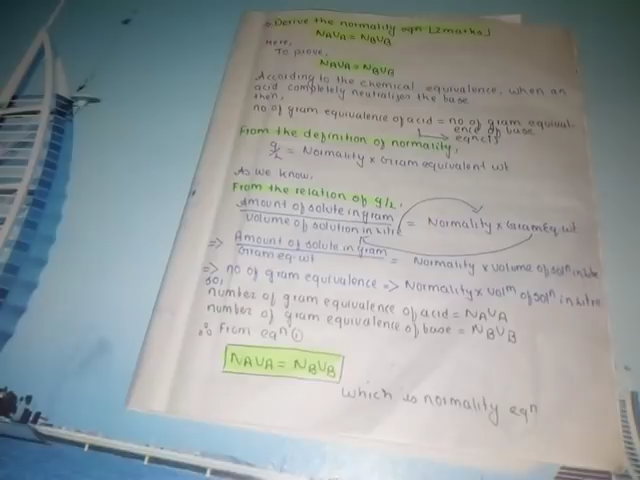 Derive the normality eqn [2marks]
NAVA = NBVB
Here,
To prove,
NAVA = NBVB
According to the chemical equivalence, when an
acid completely neutralizes the base
then,
no of gram equivalence of acid = no of gram equival-
ence of base
→ eqn (i)
From the definition of normality,
g/L = Normality x Gram equivalent wt
As we know,
From the relation of g/L,
Amount of solute in gram / Volume of solution in litre = Normality x Gram Eq. wt
=> Amount of solute in gram / Gram eq. wt = Normality x volume of solⁿ in litre
=> no of gram equivalence => Normality x volᵐ of solⁿ in litre
so,
number of gram equivalence of acid = NAVA
number of gram equivalence of base = NBVB
∴ From eqⁿ (i)
NAVA = NBVB
which is normality eqⁿ